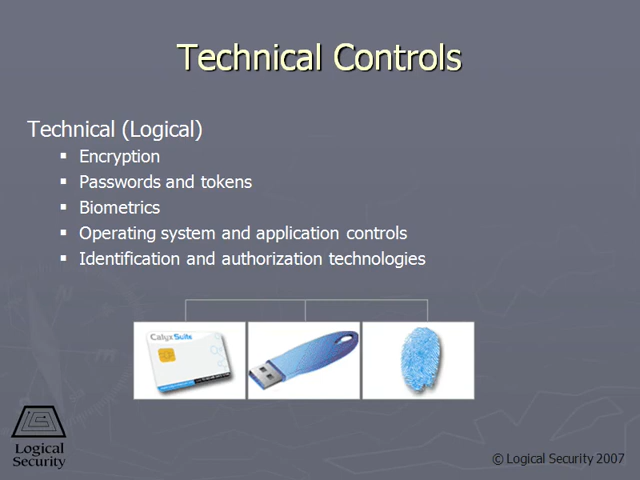 Technical Controls
Technical (Logical)
Encryption
Passwords and tokens
Biometrics
Operating system and application controls
Identification and authorization technologies
CalyxSuite
Logical
Security
© Logical Security 2007